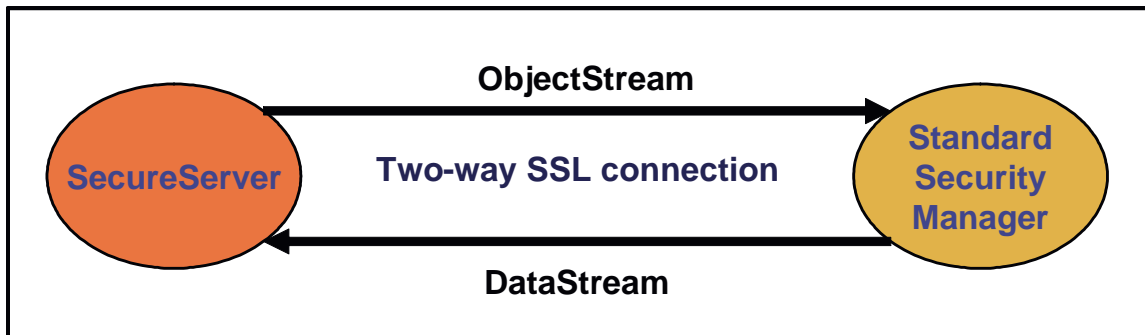 ObjectStream
SecureServer
Two-way SSL connection
Standard
Security
Manager
DataStream